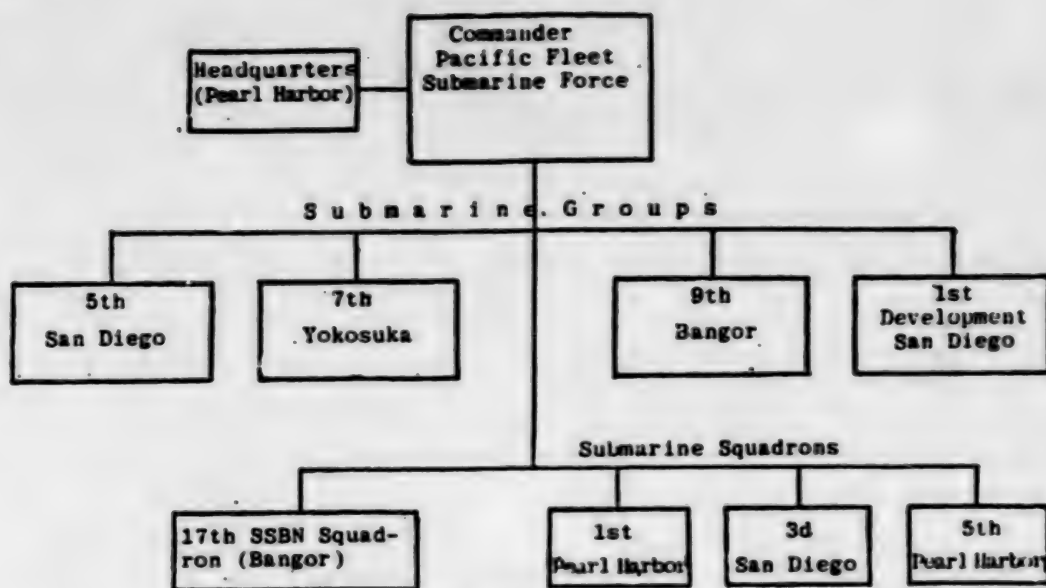 Commander
Pacific Fleet
Submarine Force
Headquarters
(Pearl Harbor)
Submarine Groups
5th
San Diego
7th
Yokosuka
9th
Bangor
1st
Development
San Diego
Submarine Squadrons
17th SSBN Squad-
ron (Bangor)
1st
Pearl Harbor
3d
San Diego
5th
Pearl Harbor